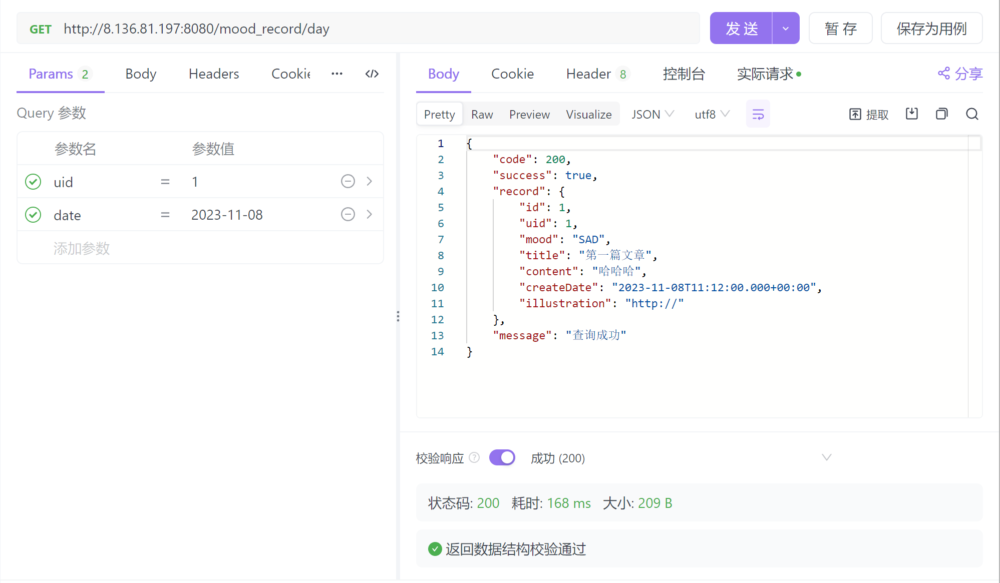 GET http://8.136.81.197:8080/mood_record/day 发 送 暂 存 保存为用例
Params 2 Body Headers Cookie ··· </>
Query 参数
参数名 参数值
uid = 1
date = 2023-11-08
添加参数
Body Cookie Header 8 控制台 实际请求 分享
Pretty Raw Preview Visualize JSON utf8 提取
1 {
2 "code": 200,
3 "success": true,
4 "record": {
5 "id": 1,
6 "uid": 1,
7 "mood": "SAD",
8 "title": "第一篇文章",
9 "content": "哈哈哈",
10 "createDate": "2023-11-08T11:12:00.000+00:00",
11 "illustration": "http://"
12 },
13 "message": "查询成功"
14 }
校验响应 ? 成功 (200)
状态码: 200 耗时: 168 ms 大小: 209 B
返回数据结构校验通过